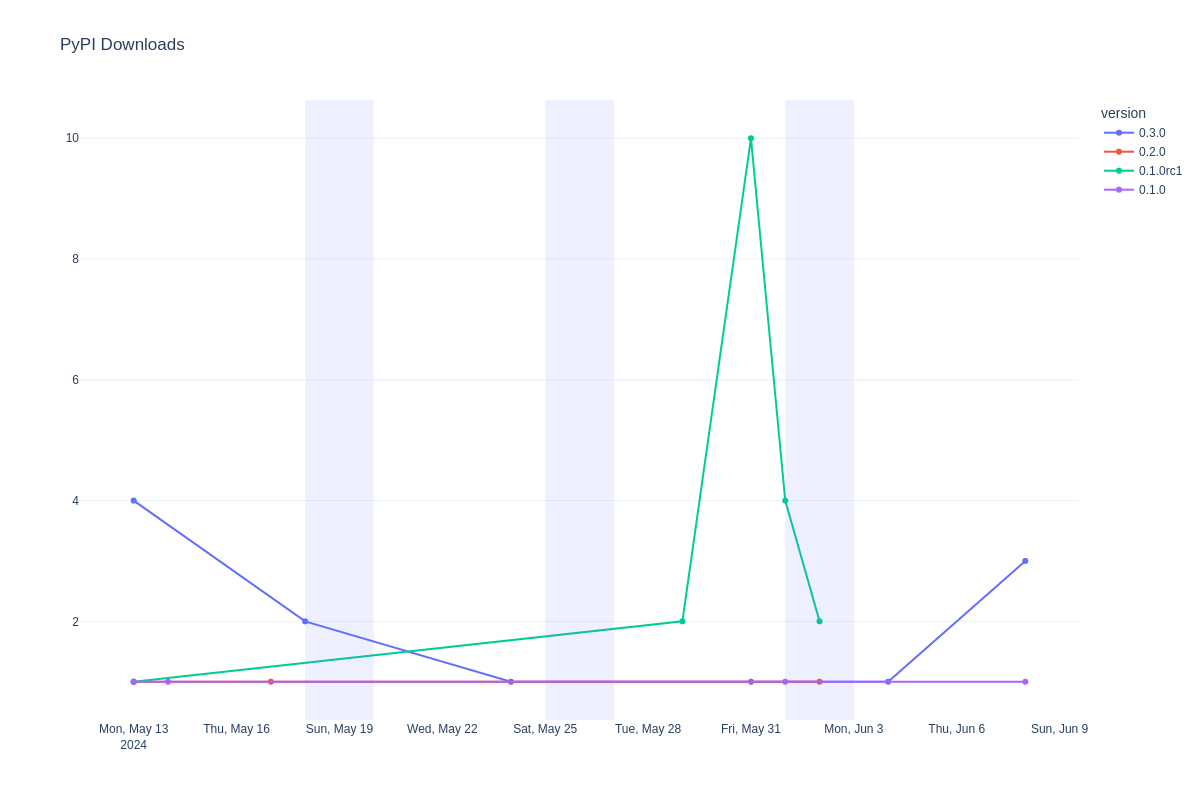 PyPI Downloads
version
0.3.0
0.2.0
0.1.0rc1
0.1.0
10
8
6
4
2
Mon, May 13
2024
Thu, May 16
Sun, May 19
Wed, May 22
Sat, May 25
Tue, May 28
Fri, May 31
Mon, Jun 3
Thu, Jun 6
Sun, Jun 9